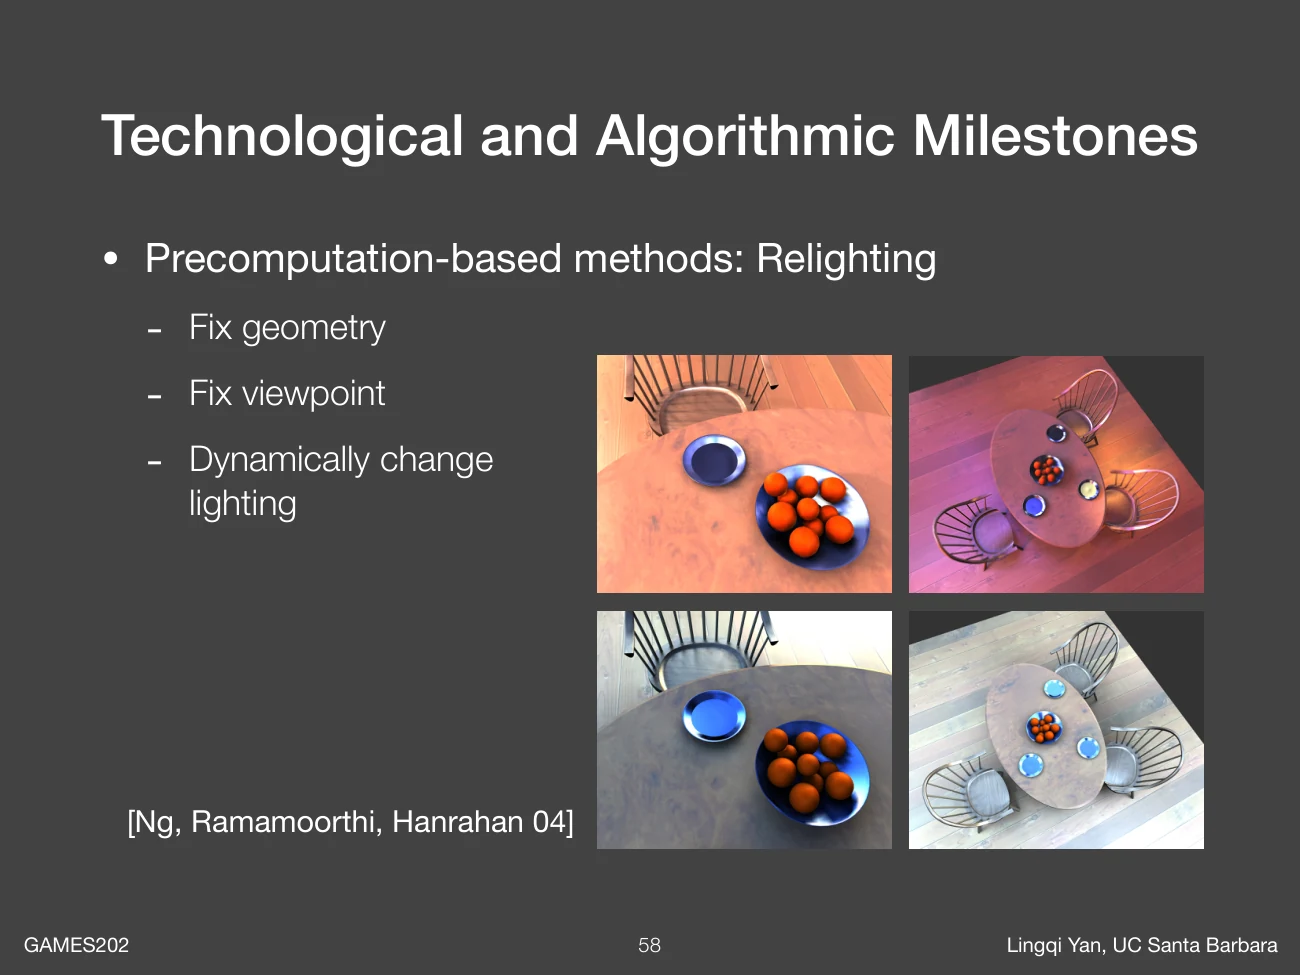 Technological and Algorithmic Milestones
• Precomputation-based methods: Relighting
- Fix geometry
- Fix viewpoint
- Dynamically change
lighting
[Ng, Ramamoorthi, Hanrahan 04]
GAMES202
58
Lingqi Yan, UC Santa Barbara